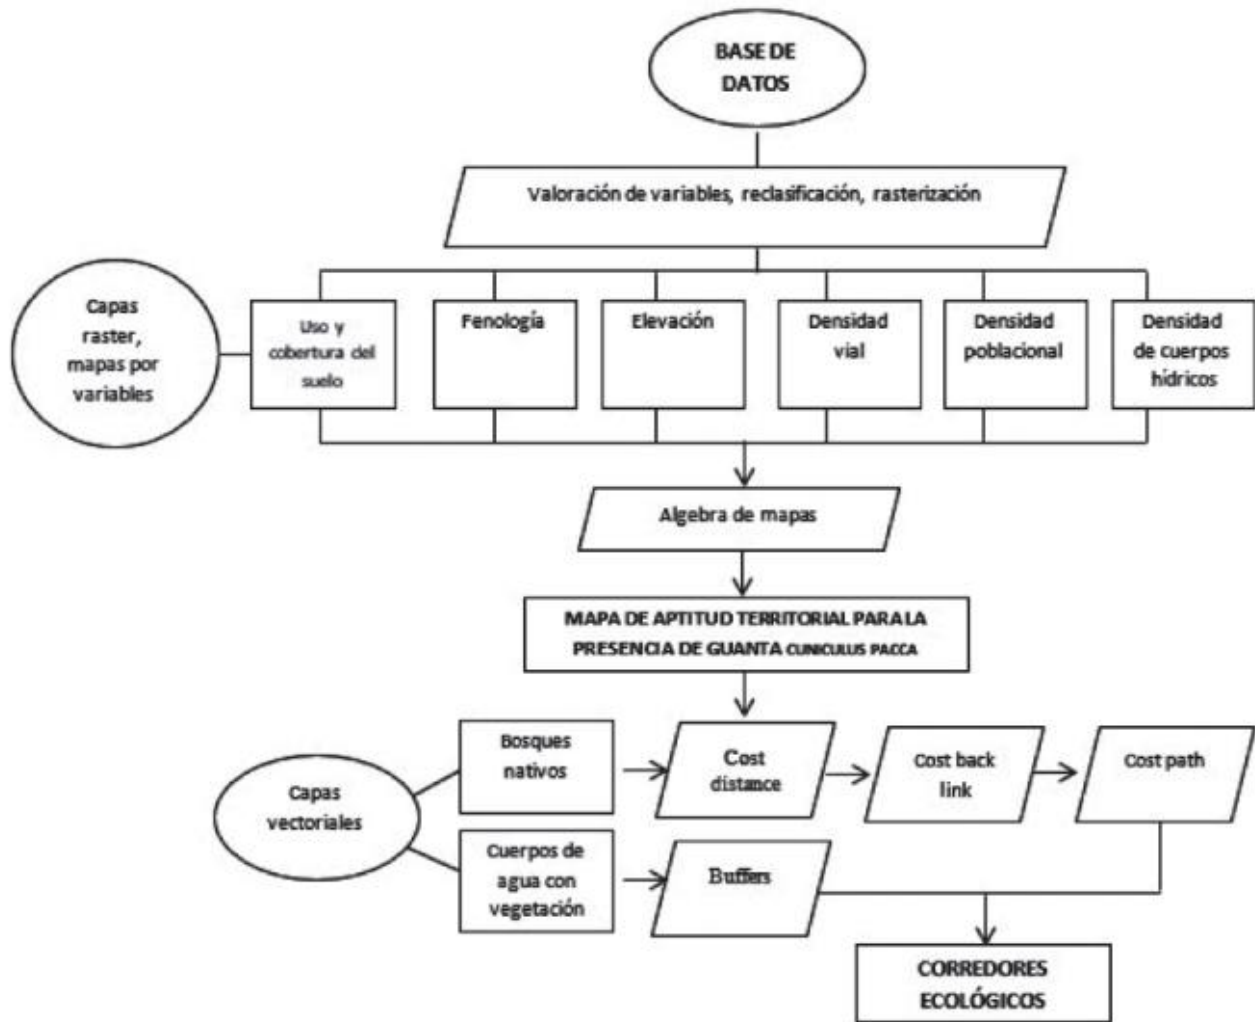 BASE DE
DATOS
Valoración de variables, reclasificación, rasterización
Capas
raster,
mapas por
variables
Uso y
cobertura del
suelo
Fenología
Elevación
Densidad
vial
Densidad
poblacional
Densidad
de cuerpos
hídricos
Algebra de mapas
MAPA DE APTITUD TERRITORIAL PARA LA
PRESENCIA DE GUANTA CUNICULUS PACCA
Capas
vectoriales
Bosques
nativos
Cost
distance
Cost back
link
Cost path
Cuerpos de
agua con
vegetación
Buffers
CORREDORES
ECOLÓGICOS